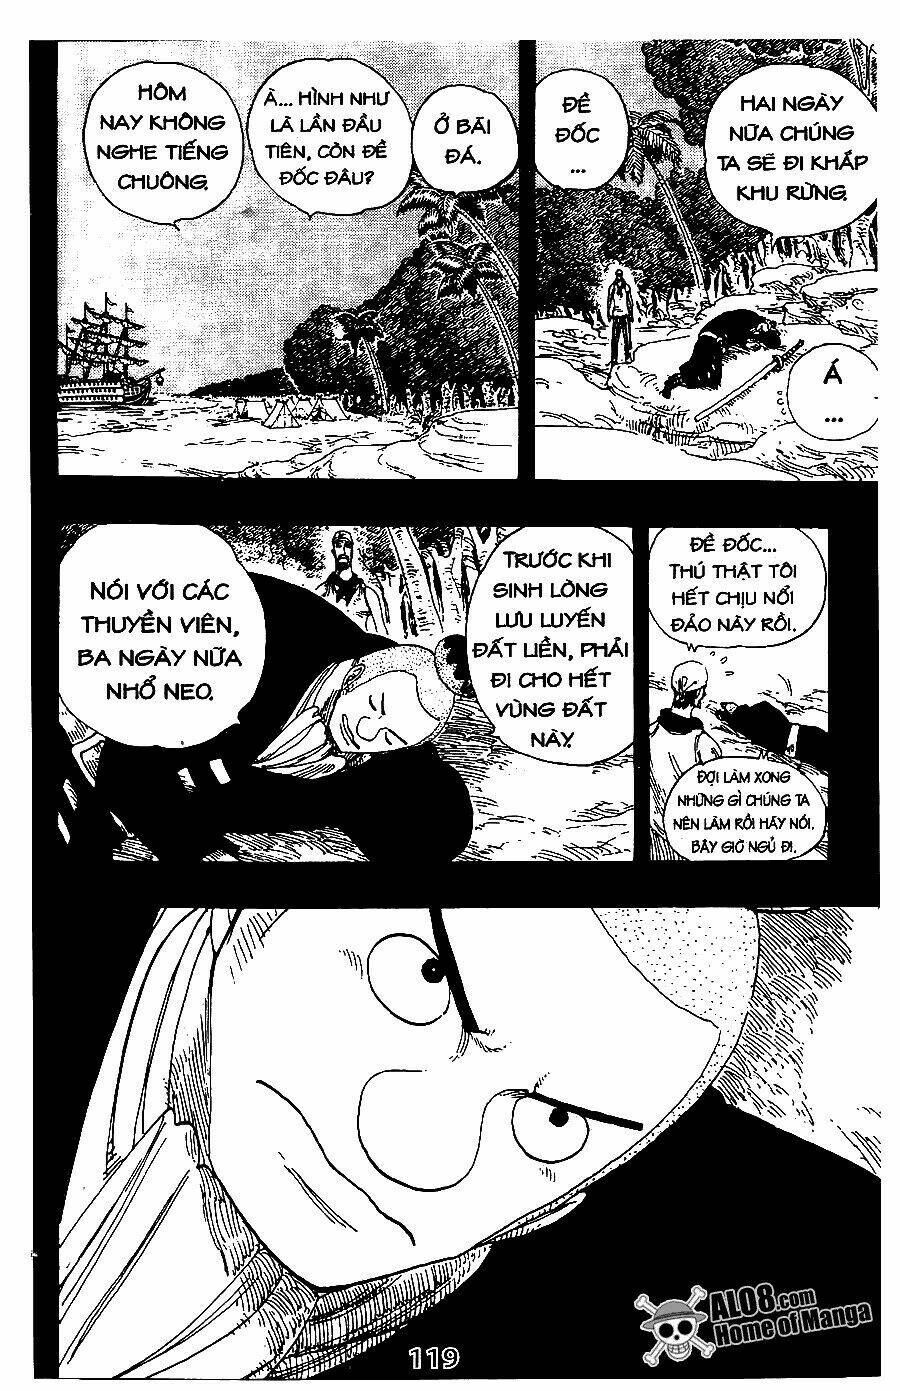 HÔM
NAY KHÔNG
NGHE TIẾNG
CHUÔNG.
À... HÌNH NHƯ
LÀ LẦN ĐẦU
TIÊN, CÒN ĐỀ
ĐỐC ĐÂU?
Ở BÃI
ĐÁ.
ĐỀ
ĐỐC
...
HAI NGÀY
NỮA CHÚNG
TA SẼ ĐI KHẮP
KHU RỪNG.
Á
...
NÓI VỚI CÁC
THUYỀN VIÊN,
BA NGÀY NỮA
NHỔ NEO.
TRƯỚC KHI
SINH LÒNG
LƯU LUYẾN
ĐẤT LIỀN, PHẢI
ĐI CHO HẾT
VÙNG ĐẤT
NÀY.
ĐỀ ĐỐC...
THÚ THẬT TÔI
HẾT CHỊU NỔI
ĐẢO NÀY RỒI.
ĐỢI LÀM XONG
NHỮNG GÌ CHÚNG TA
NÊN LÀM RỒI HÃY NÓI.
BÂY GIỜ NGỦ ĐI.
ALO8.com
Home of Manga
119